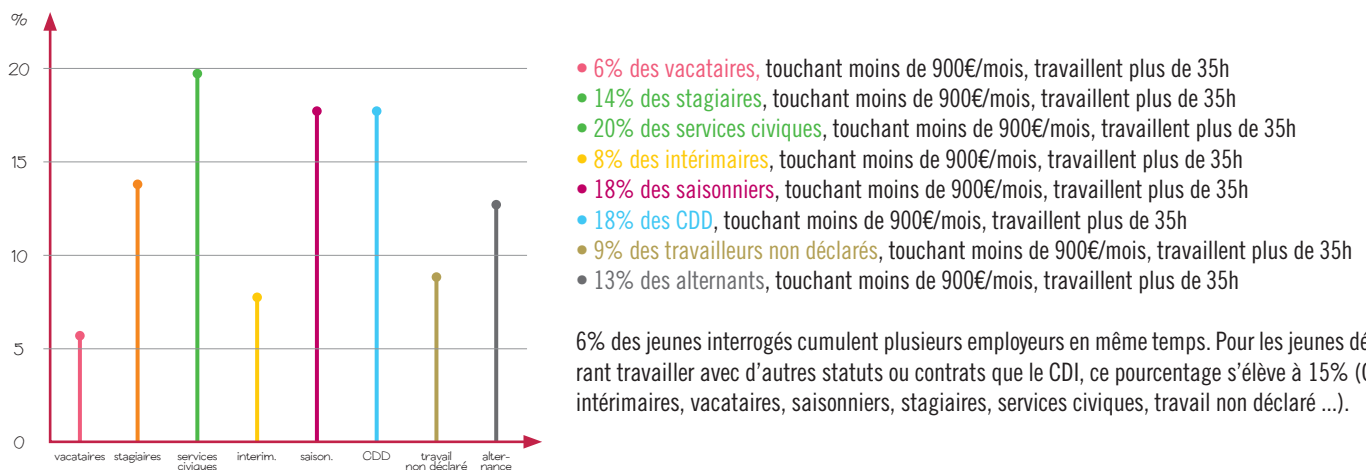 %
20
15
10
5
0
vacataires
stagiaires
services
civiques
interim.
saison.
CDD
travail
non déclaré
alter-
nance
• 6% des vacataires, touchant moins de 900€/mois, travaillent plus de 35h
• 14% des stagiaires, touchant moins de 900€/mois, travaillent plus de 35h
• 20% des services civiques, touchant moins de 900€/mois, travaillent plus de 35h
• 8% des intérimaires, touchant moins de 900€/mois, travaillent plus de 35h
• 18% des saisonniers, touchant moins de 900€/mois, travaillent plus de 35h
• 18% des CDD, touchant moins de 900€/mois, travaillent plus de 35h
• 9% des travailleurs non déclarés, touchant moins de 900€/mois, travaillent plus de 35h
• 13% des alternants, touchant moins de 900€/mois, travaillent plus de 35h
6% des jeunes interrogés cumulent plusieurs employeurs en même temps. Pour les jeunes dé
rant travailler avec d'autres statuts ou contrats que le CDI, ce pourcentage s'élève à 15% (
intérimaires, vacataires, saisonniers, stagiaires, services civiques, travail non déclaré ...).